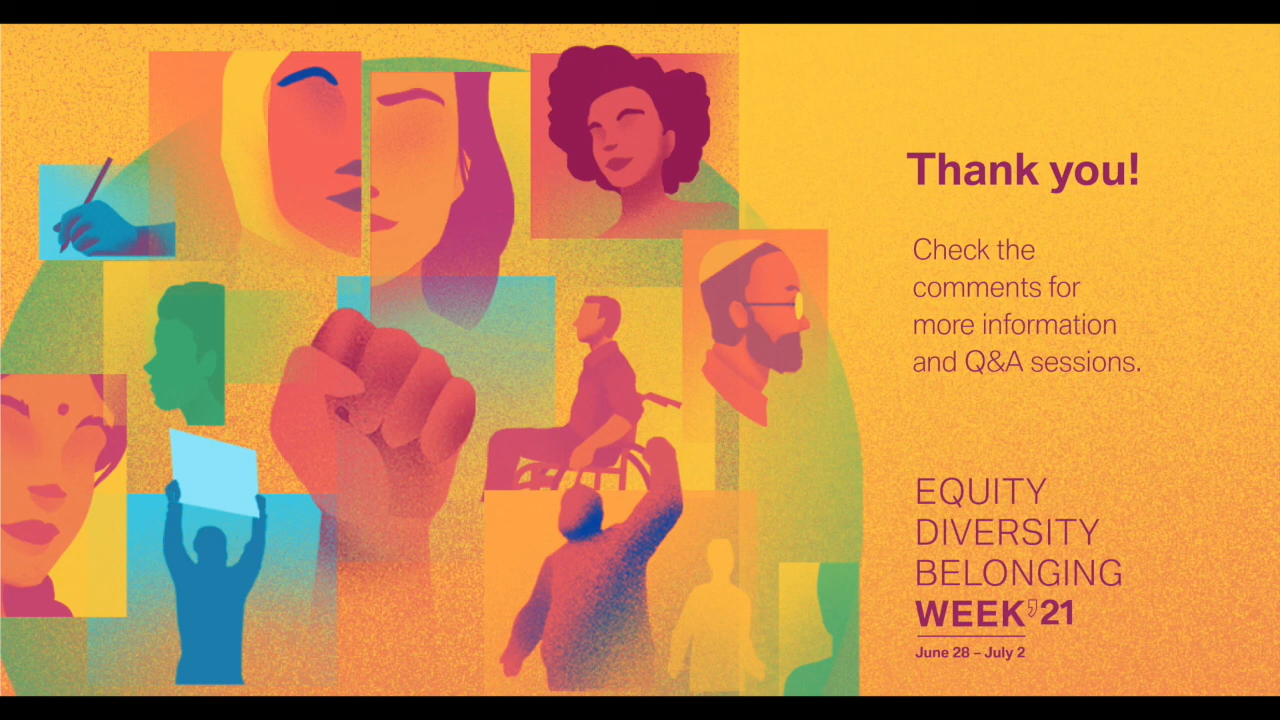 Thank you!
Check the
comments for
more information
and Q&A sessions.
EQUITY
DIVERSITY
BELONGING
WEEK’21
June 28 – July 2